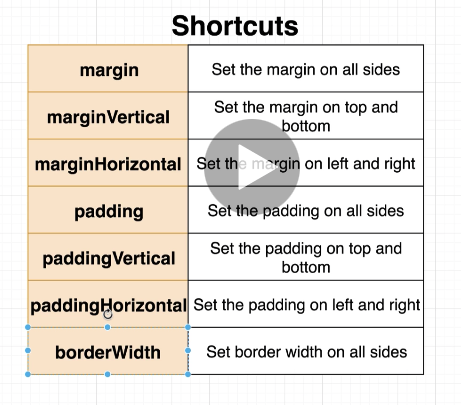 Shortcuts
margin
Set the margin on all sides
marginVertical
Set the margin on top and
bottom
marginHorizontal
Set the margin on left and right
padding
Set the padding on all sides
paddingVertical
Set the padding on top and
bottom
paddingHorizontal
Set the padding on left and right
borderWidth
Set border width on all sides